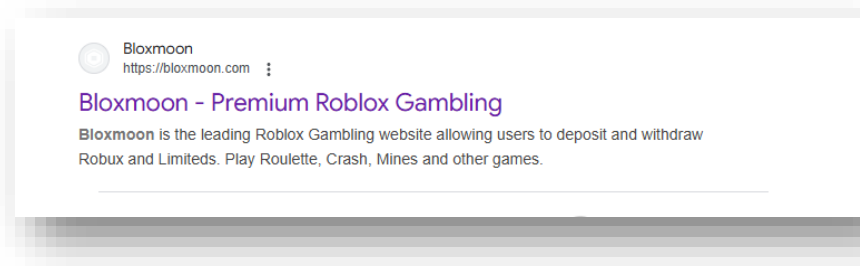 Bloxmoon
https://bloxmoon.com
Bloxmoon - Premium Roblox Gambling
Bloxmoon is the leading Roblox Gambling website allowing users to deposit and withdraw
Robux and Limiteds. Play Roulette, Crash, Mines and other games.